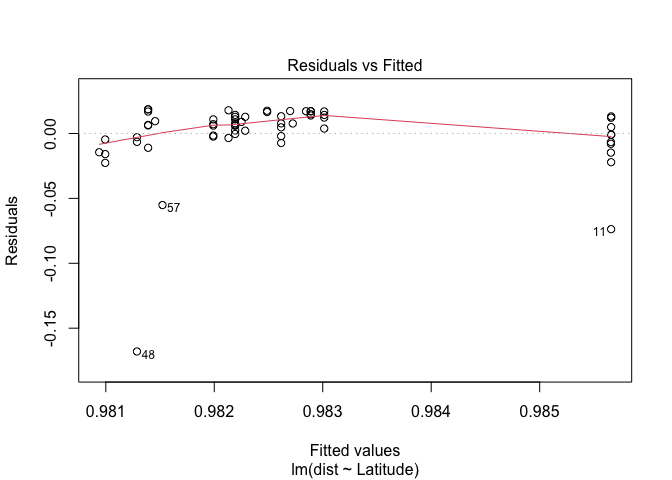 Residuals vs Fitted
Residuals
0.00
-0.05
-0.10
-0.15
57
11
48
0.981 0.982 0.983 0.984 0.985
Fitted values
lm(dist ~ Latitude)